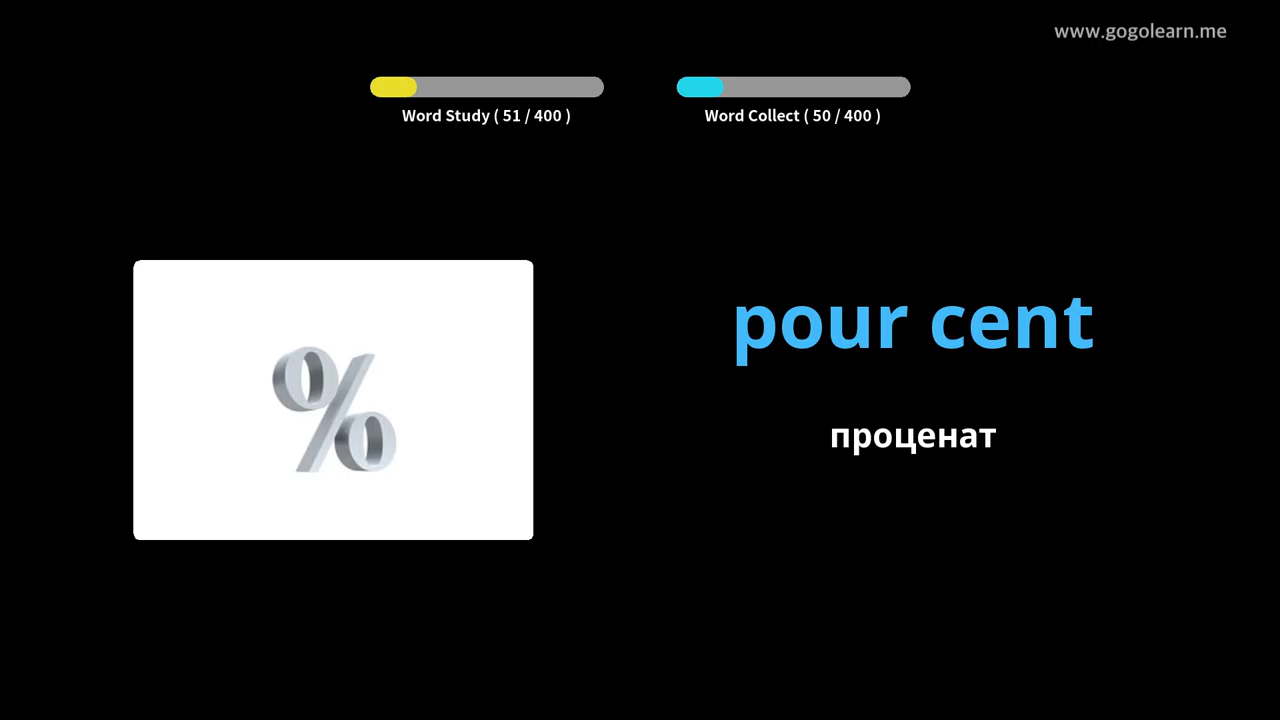 www.gogolearn.me
Word Study ( 51 / 400 )
Word Collect ( 50 / 400 )
%
pour cent
проценат